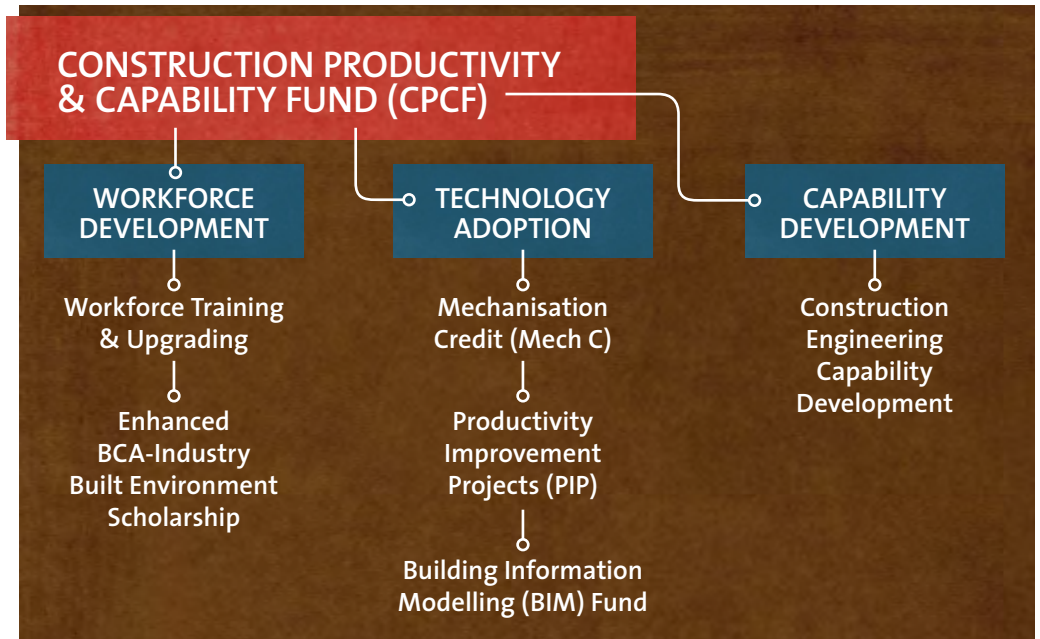 CONSTRUCTION PRODUCTIVITY
& CAPABILITY FUND (CPCF)
WORKFORCE
DEVELOPMENT
Workforce Training
& Upgrading
Enhanced
BCA-Industry
Built Environment
Scholarship
TECHNOLOGY
ADOPTION
Mechanisation
Credit (Mech C)
Productivity
Improvement
Projects (PIP)
Building Information
Modelling (BIM) Fund
CAPABILITY
DEVELOPMENT
Construction
Engineering
Capability
Development